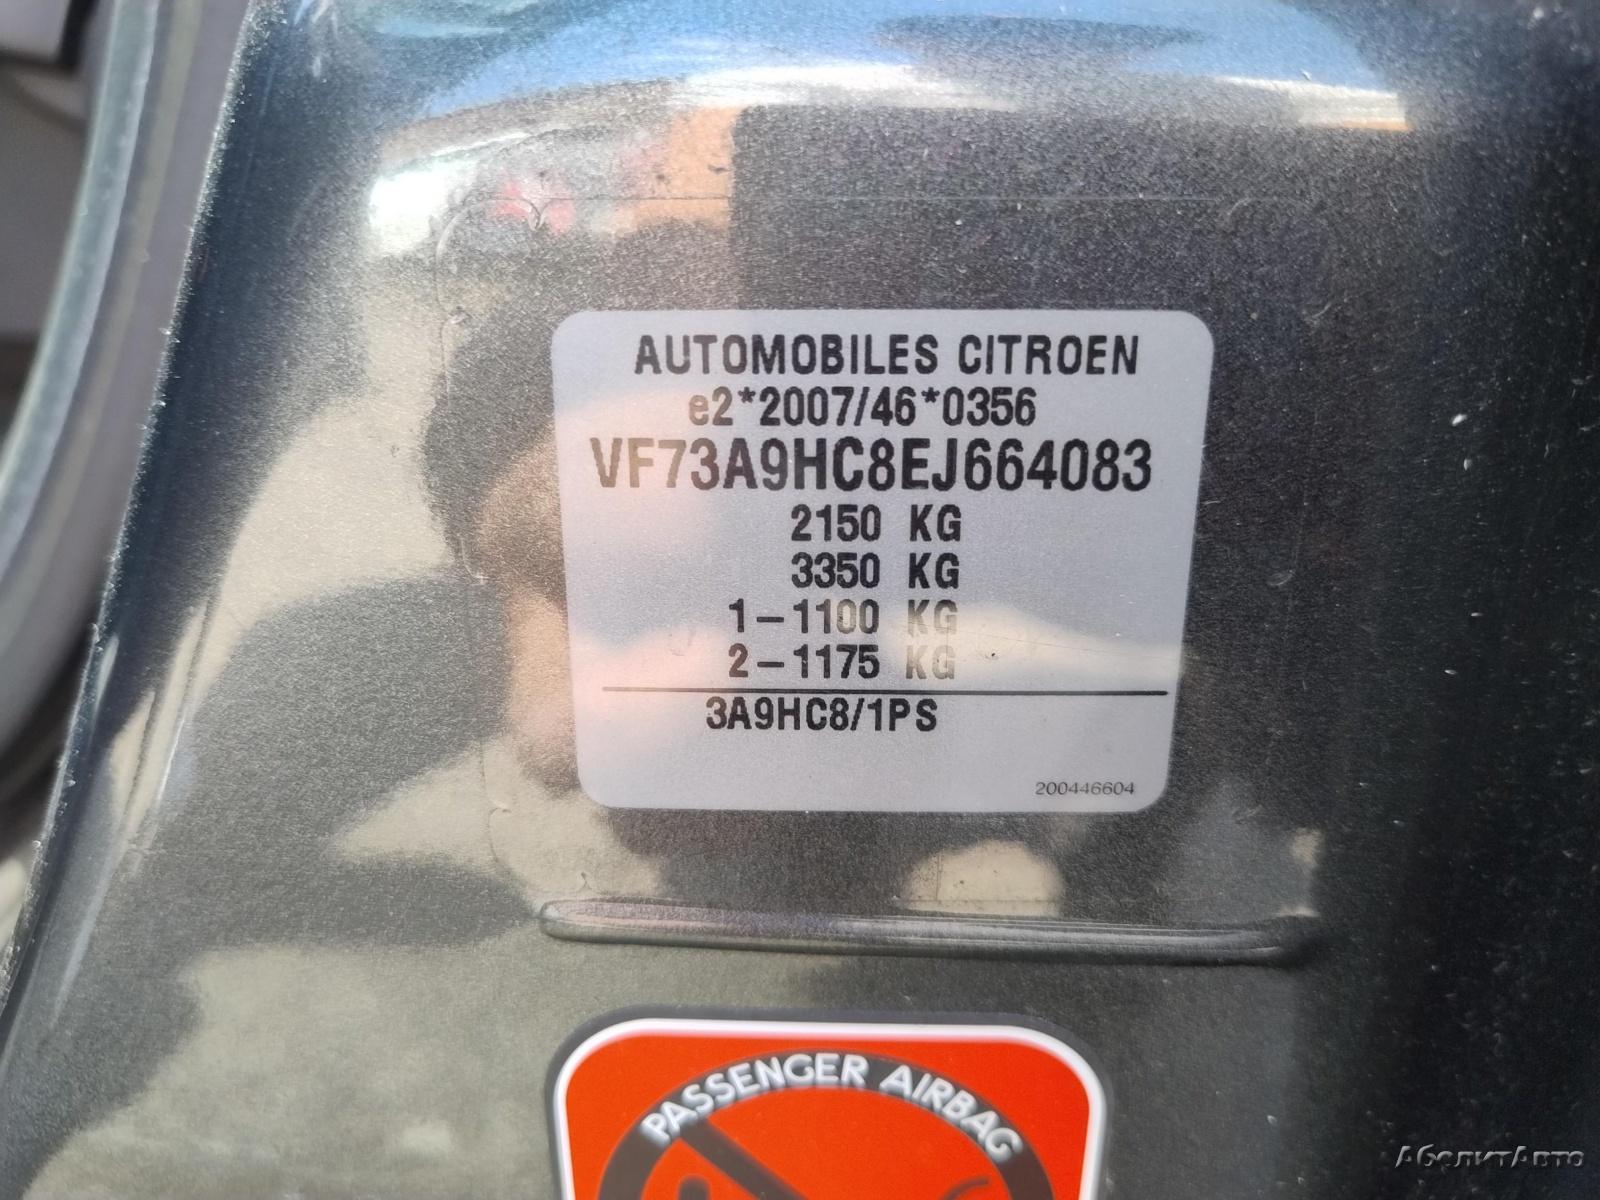 AUTOMOBILES CITROEN
e2*2007/46*0356
VF73A9HC8EJ664083
2150 KG
3350 KG
1-1100 KG
2-1175 KG
3A9HC8/1PS
200446604
PASSENGER AIRBAG
АбелитАвто